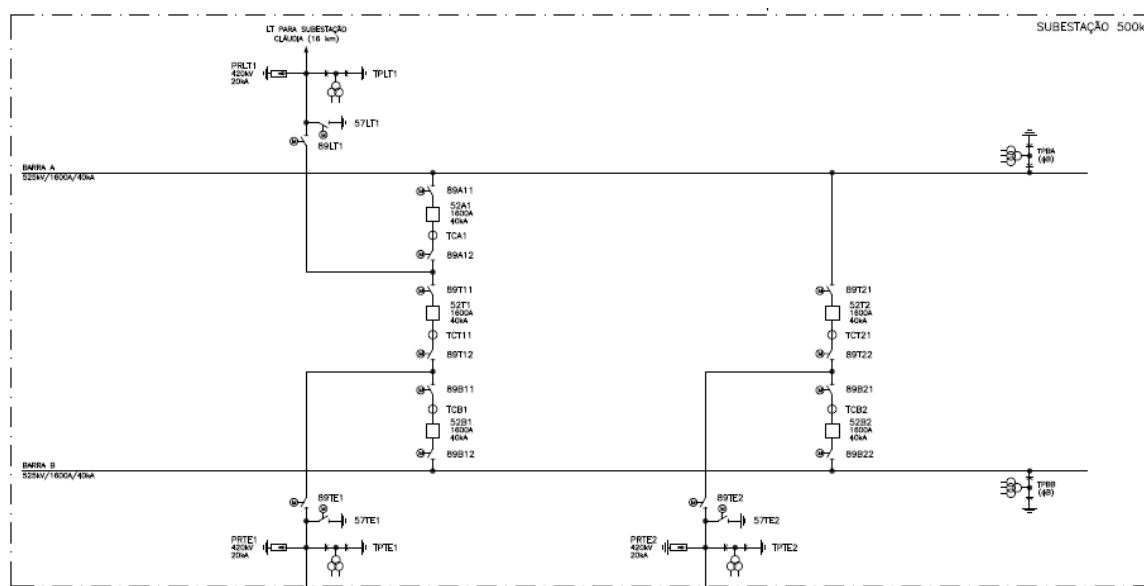 SUBESTAÇÃO 500k
LT PARA SUBESTAÇÃO
CLÁUDIA (16 km)
PRLT1
420kV
20kA
TPLT1
57LT1
89LT1
BARRA A
525kV/1600A/40kA
TPBA
(ɸB)
89A11
52A1
1600A
40kA
TCA1
89A12
89T11
52T1
1600A
40kA
TCT11
89T12
89T21
52T2
1600A
40kA
TCT21
89T22
89B11
TCB1
52B1
1600A
40kA
89B12
89B21
TCB2
52B2
1600A
40kA
89B22
BARRA B
525kV/1600A/40kA
TPBB
(ɸB)
89TE1
57TE1
PRTE1
420kV
20kA
TPTE1
89TE2
57TE2
PRTE2
420kV
20kA
TPTE2